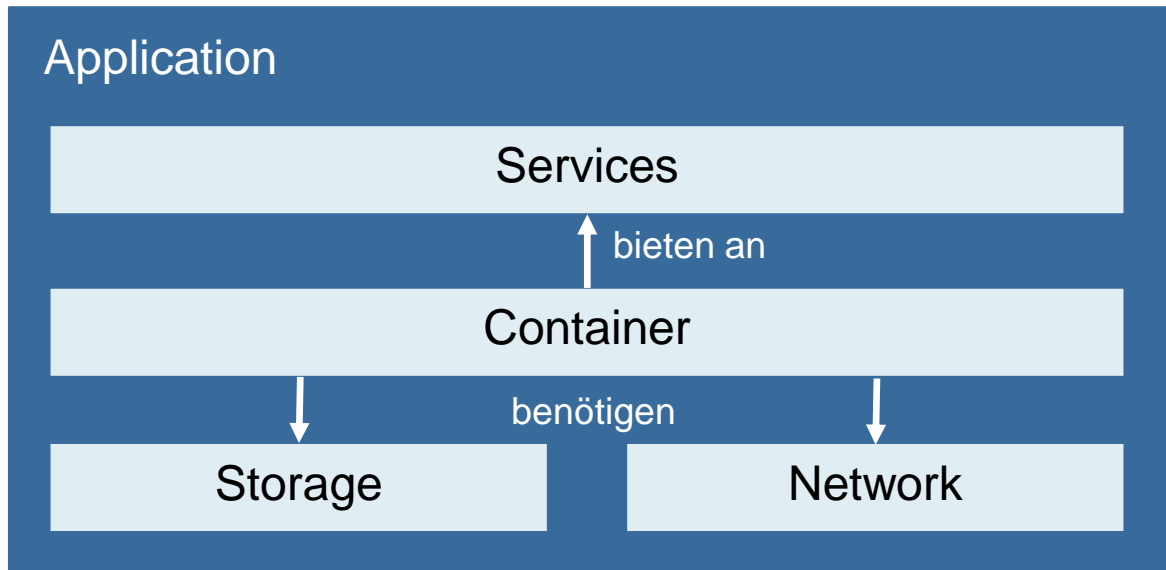 Application
Services
bieten an
Container
benötigen
Storage
Network